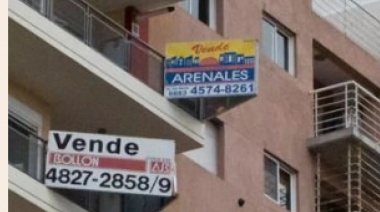 Vende
ARENALES
4574-8261
Vende
BOLLON
4827-2858/9